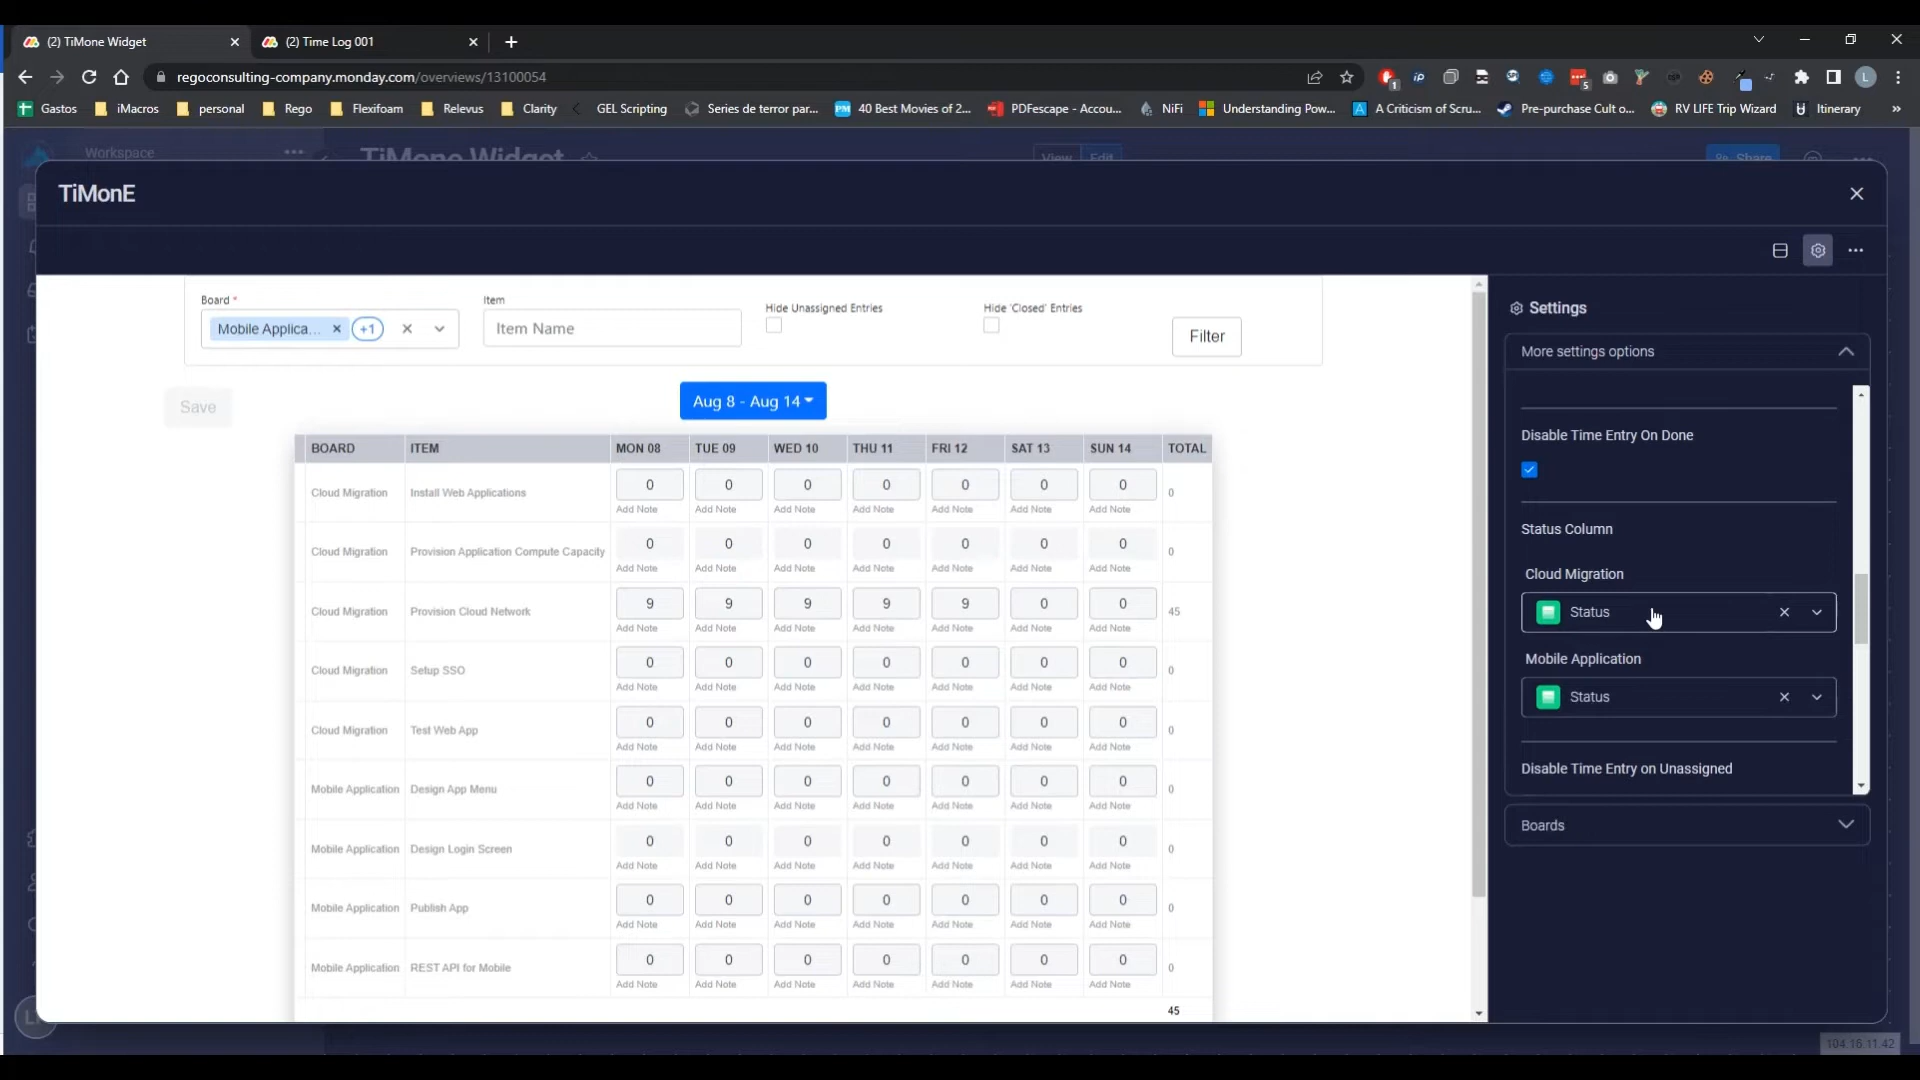 (2) TiMone Widget
(2) Time Log 001
regoconsulting-company.monday.com/overviews/13100054
1
5
L
Gastos iMacros personal Rego Flexifoam Relevus Clarity GEL Scripting Series de terror par... 40 Best Movies of 2... PDFescape - Accou... NiFi Understanding Pow... A Criticism of Scru... Pre-purchase Cult o... RV LIFE Trip Wizard Itinerary
Workspace
TiMone Widget
View Edit
Share
TiMonE
Board *
Mobile Applica... +1
Item
Item Name
Hide Unassigned Entries
Hide 'Closed' Entries
Filter
Save
Aug 8 - Aug 14
BOARD ITEM MON 08 TUE 09 WED 10 THU 11 FRI 12 SAT 13 SUN 14 TOTAL
Cloud Migration Install Web Applications 0 0 0 0 0 0 0 0
Add Note Add Note Add Note Add Note Add Note Add Note Add Note
Cloud Migration Provision Application Compute Capacity 0 0 0 0 0 0 0 0
Add Note Add Note Add Note Add Note Add Note Add Note Add Note
Cloud Migration Provision Cloud Network 9 9 9 9 9 0 0 45
Add Note Add Note Add Note Add Note Add Note Add Note Add Note
Cloud Migration Setup SSO 0 0 0 0 0 0 0 0
Add Note Add Note Add Note Add Note Add Note Add Note Add Note
Cloud Migration Test Web App 0 0 0 0 0 0 0 0
Add Note Add Note Add Note Add Note Add Note Add Note Add Note
Mobile Application Design App Menu 0 0 0 0 0 0 0 0
Add Note Add Note Add Note Add Note Add Note Add Note Add Note
Mobile Application Design Login Screen 0 0 0 0 0 0 0 0
Add Note Add Note Add Note Add Note Add Note Add Note Add Note
Mobile Application Publish App 0 0 0 0 0 0 0 0
Add Note Add Note Add Note Add Note Add Note Add Note Add Note
Mobile Application REST API for Mobile 0 0 0 0 0 0 0 0
Add Note Add Note Add Note Add Note Add Note Add Note Add Note
45
Settings
More settings options
Disable Time Entry On Done
Status Column
Cloud Migration
Status
Mobile Application
Status
Disable Time Entry on Unassigned
Boards
104.16.11.42